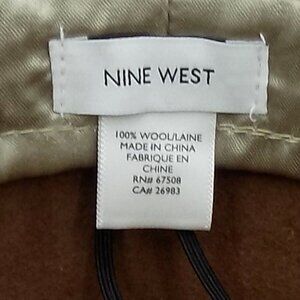 NINE WEST
100% WOOL/LAINE
MADE IN CHINA
FABRIQUE EN
CHINE
RN# 67508
CA# 26983